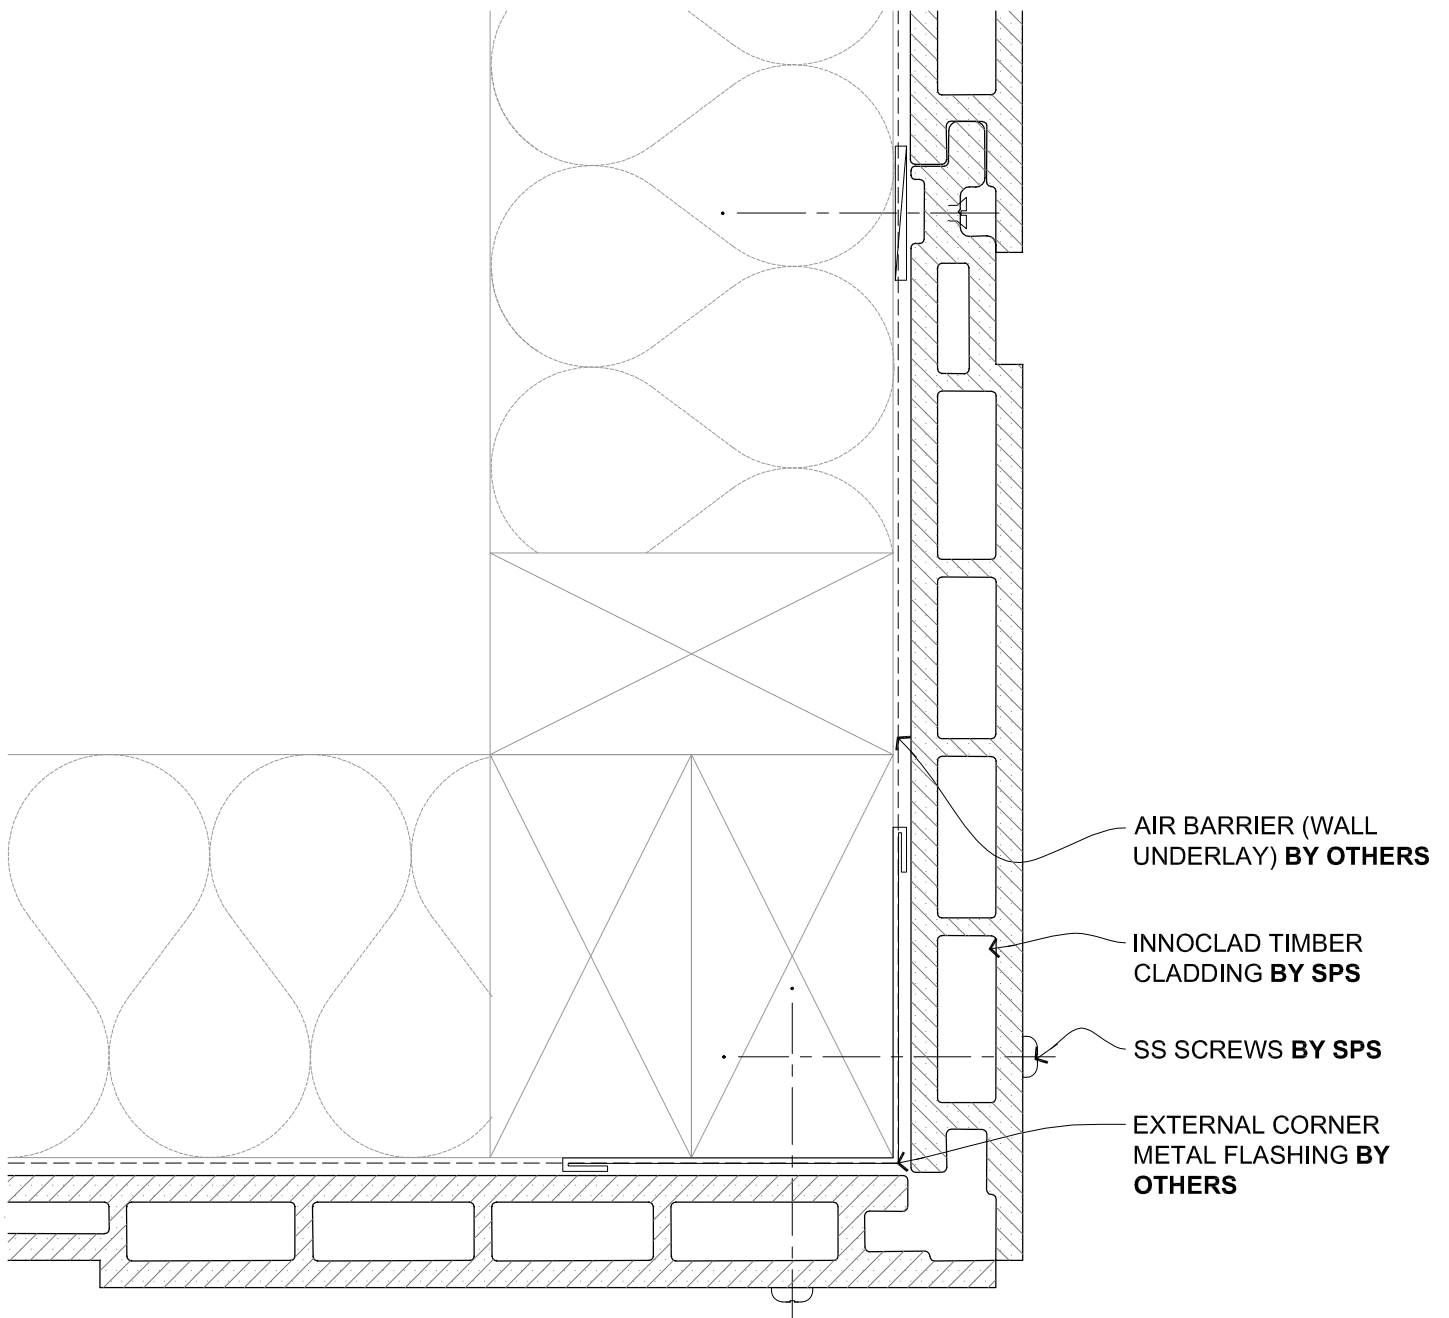 AIR BARRIER (WALL
UNDERLAY) BY OTHERS
INNOCLAD TIMBER
CLADDING BY SPS
SS SCREWS BY SPS
EXTERNAL CORNER
METAL FLASHING BY
OTHERS